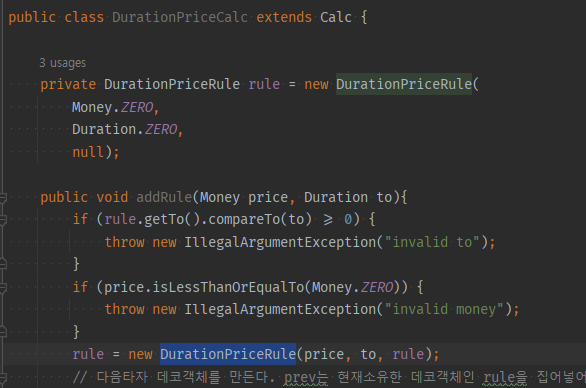 public class DurationPriceCalc extends Calc {
3 usages
private DurationPriceRule rule = new DurationPriceRule(
Money.ZERO,
Duration.ZERO,
null);
public void addRule(Money price, Duration to){
if (rule.getTo().compareTo(to) >= 0) {
throw new IllegalArgumentException("invalid to");
}
if (price.isLessThanOrEqualTo(Money.ZERO)) {
throw new IllegalArgumentException("invalid money");
}
rule = new DurationPriceRule(price, to, rule);
// 다음타자 데코객체를 만든다. prev는 현재소유한 데코객체인 rule을 집어넣어